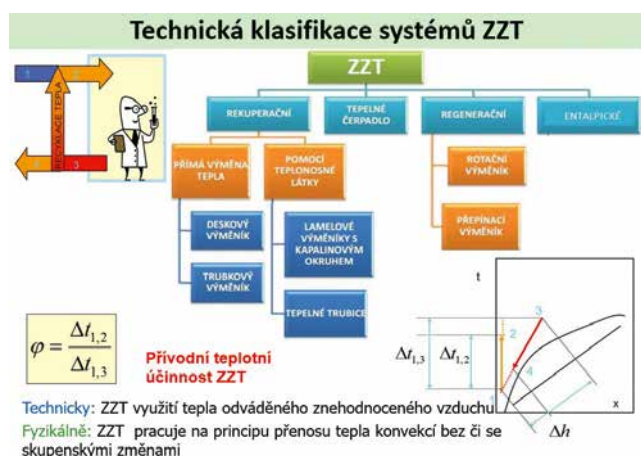 Technická klasifikace systémů ZZT
1
2
RECYKLACE TEPLA
4
3
ZZT
REKUPERAČNÍ
TEPELNÉ
ČERPADLO
REGENERAČNÍ
ENTALPICKÉ
PŘÍMÁ VÝMĚNA
TEPLA
POMOCÍ
TEPLONOSNÉ
LÁTKY
ROTAČNÍ
VÝMĚNÍK
DESKOVÝ
VÝMĚNÍK
LAMELOVÉ
VÝMĚNÍKY S
KAPALINOVÝM
OKRUHEM
PŘEPÍNACÍ
VÝMĚNÍK
TRUBKOVÝ
VÝMĚNÍK
TEPELNÉ TRUBICE
φ = Δt1,2 / Δt1,3
Přívodní teplotní
účinnost ZZT
t
3
2
Δt1,3 Δt1,2
4
1
x
Δh
Technicky: ZZT využití tepla odváděného znehodnoceného vzduchu
Fyzikálně: ZZT pracuje na principu přenosu tepla konvekcí bez či se
skupenskými změnami